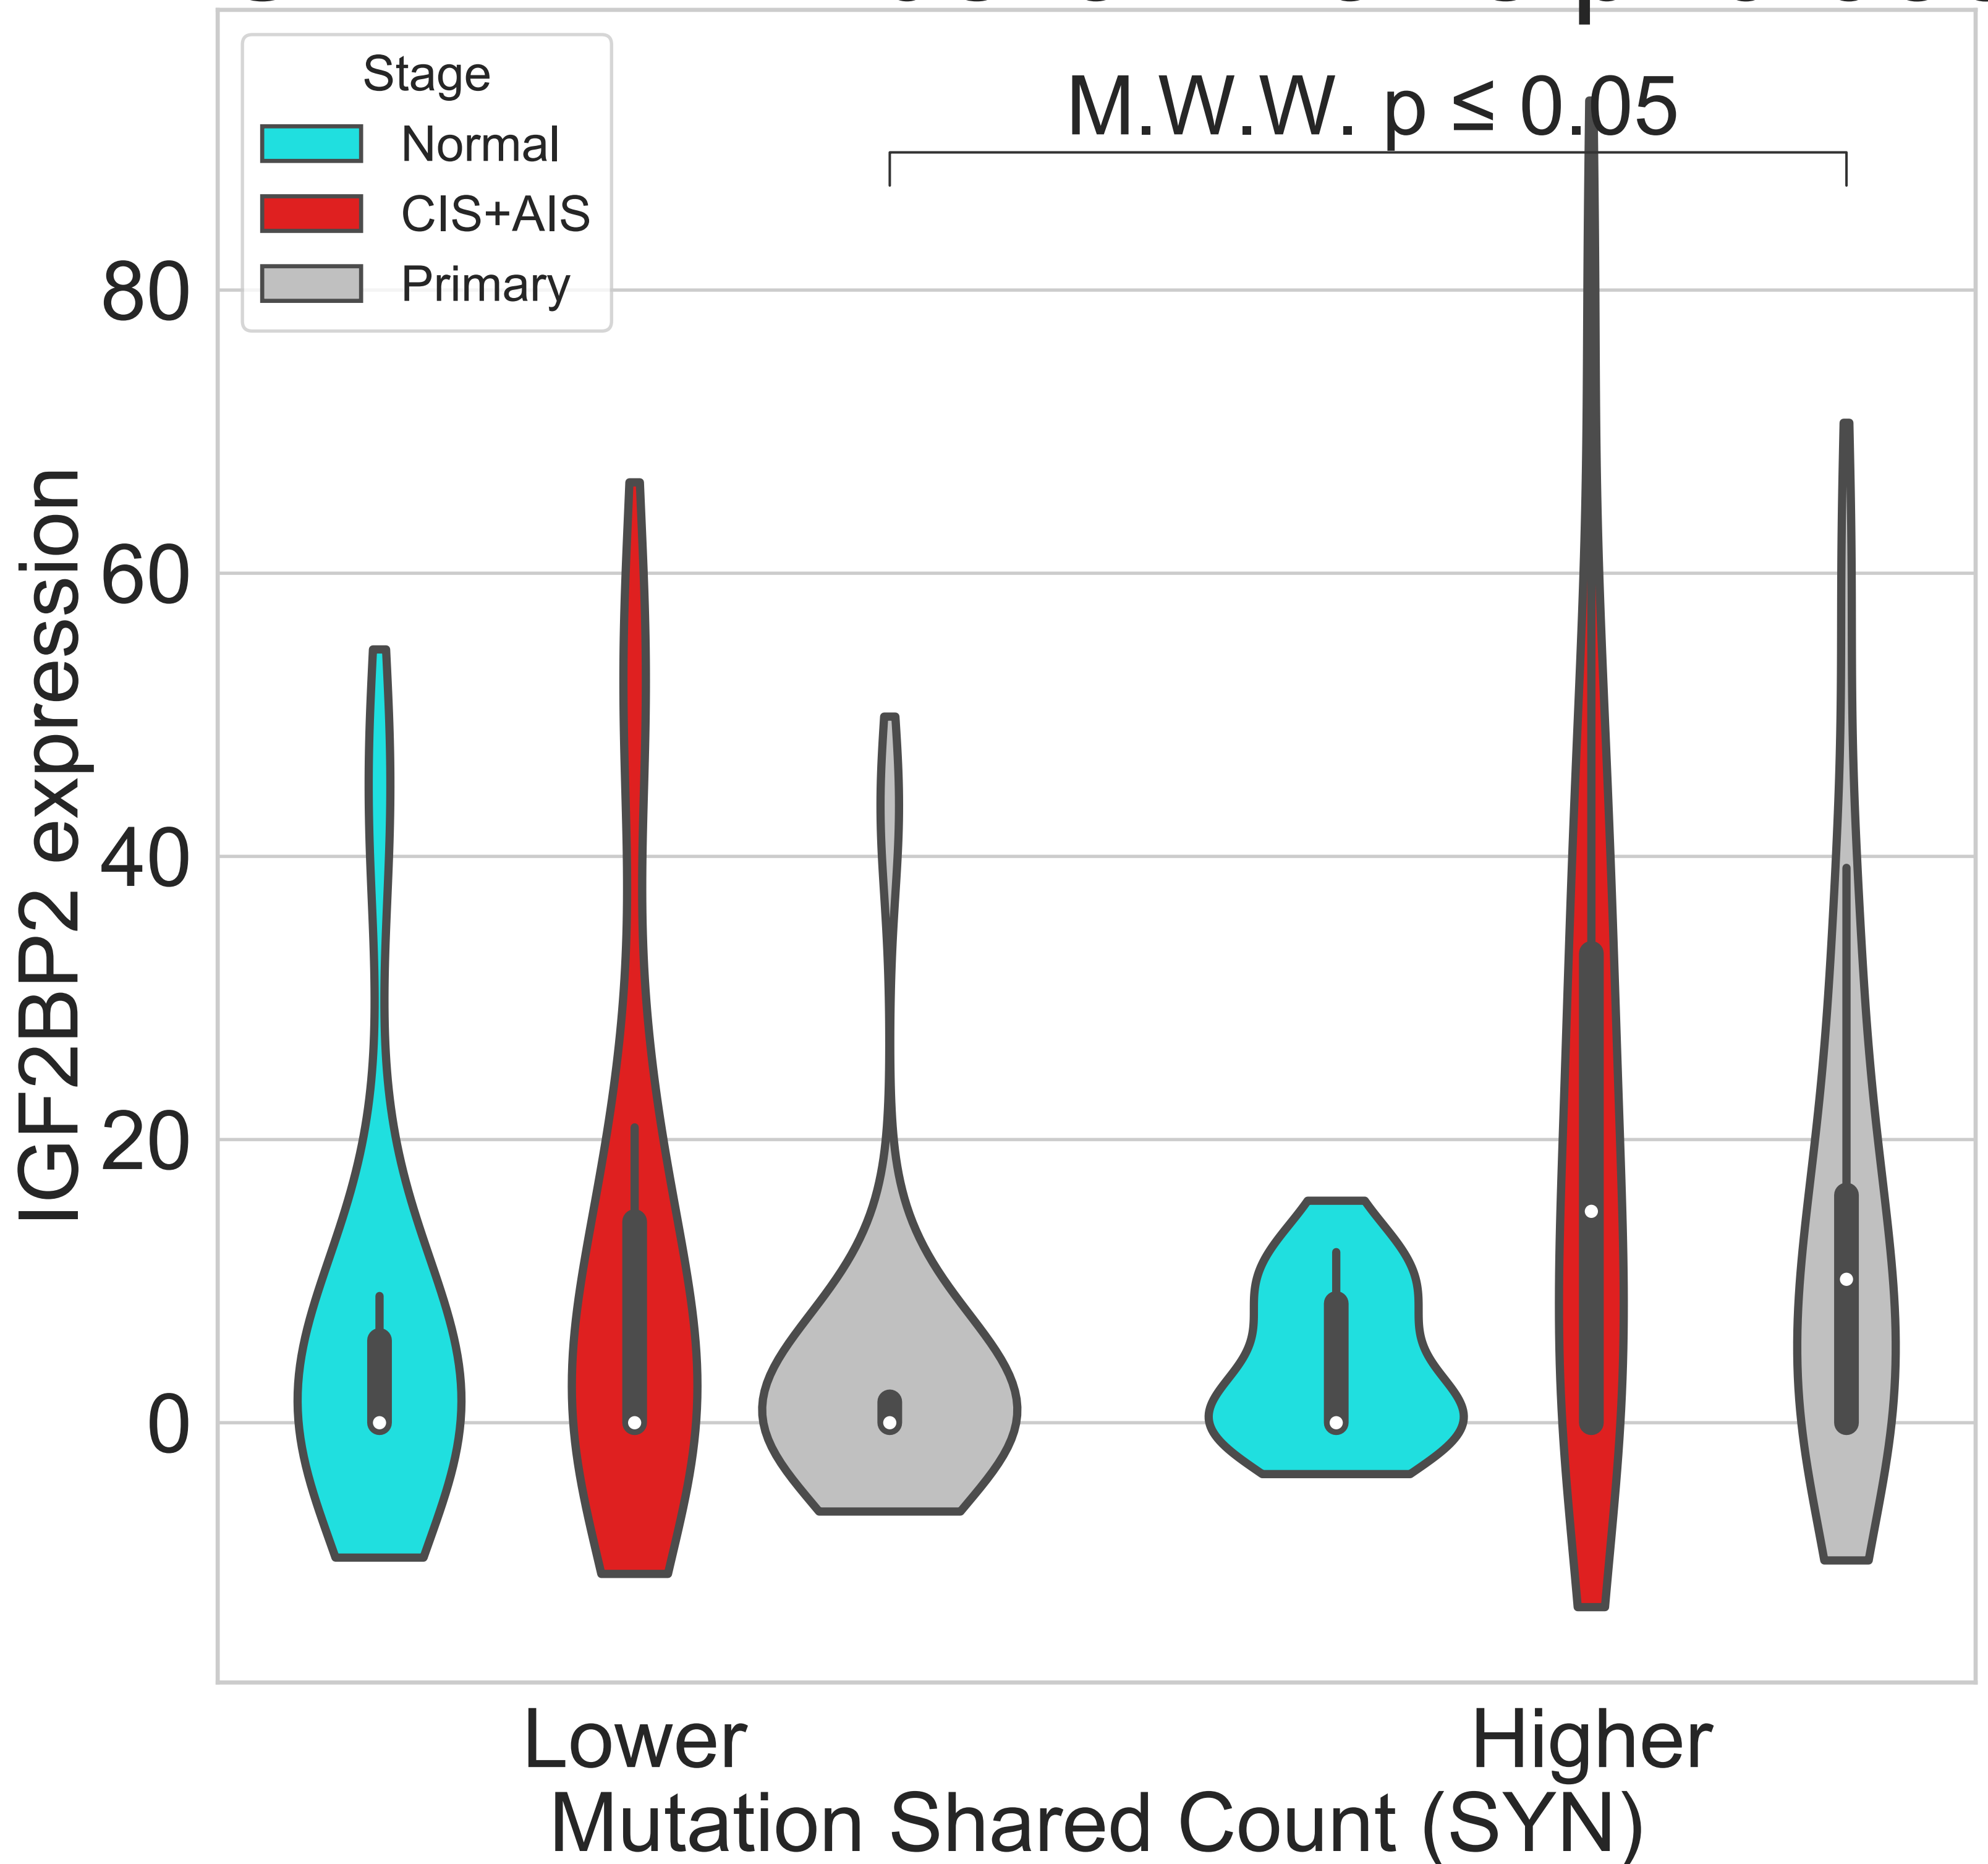 Stage
Normal
CIS+AIS
Primary
M.W.W. p ≤ 0.05
80
60
40
20
0
IGF2BP2 expression
Lower
Higher
Mutation Shared Count (SYN)